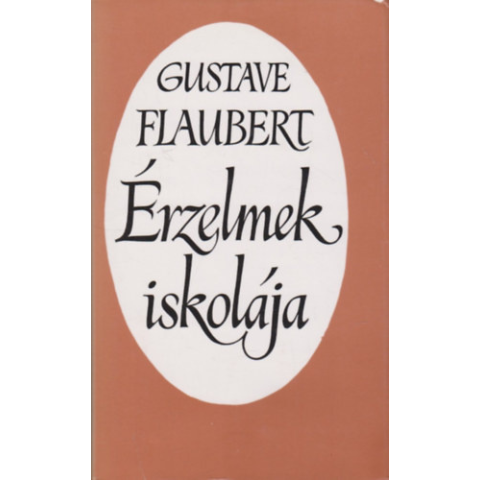 GUSTAVE
FLAUBERT
Érzelmek
iskolája